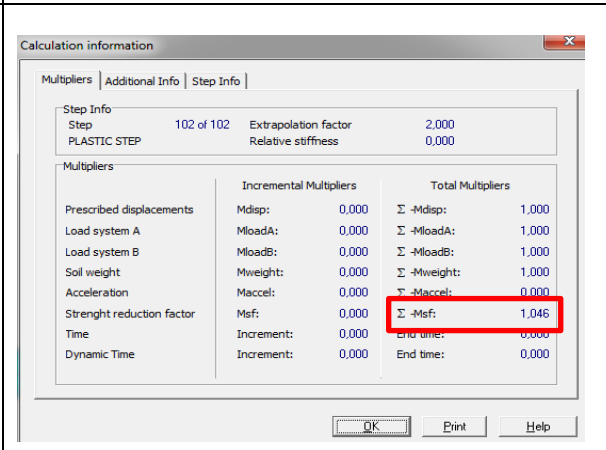 Calculation information
Multipliers Additional Info Step Info
Step Info
Step 102 of 102 Extrapolation factor 2,000
PLASTIC STEP Relative stiffness 0,000
Multipliers
Incremental Multipliers Total Multipliers
Prescribed displacements Mdisp: 0,000 Σ -Mdisp: 1,000
Load system A MloadA: 0,000 Σ -MloadA: 1,000
Load system B MloadB: 0,000 Σ -MloadB: 1,000
Soil weight Mweight: 0,000 Σ -Mweight: 1,000
Acceleration Maccel: 0,000 Σ -Maccel: 0,000
Strenght reduction factor Msf: 0,000 Σ -Msf: 1,046
Time Increment: 0,000 End time: 0,000
Dynamic Time Increment: 0,000 End time: 0,000
OK Print Help